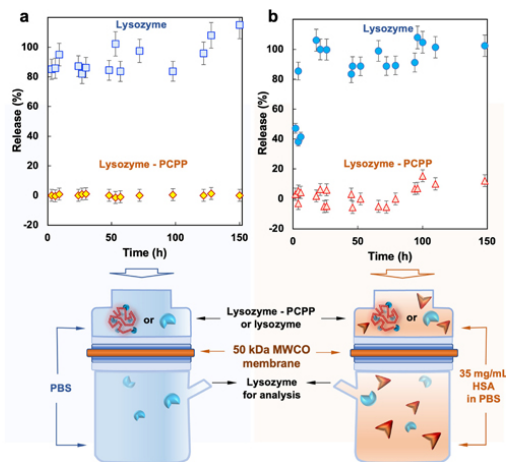 a
Lysozyme
120
100
80
60
40
20
0
-20
Release (%)
Lysozyme - PCPP
0
50
100
150
Time (h)
b
Lysozyme
120
100
80
60
40
20
0
-20
Release (%)
Lysozyme - PCPP
0
50
100
150
Time (h)
or
Lysozyme - PCPP
or lysozyme
or
PBS
50 kDa MWCO
membrane
35 mg/mL
HSA
in PBS
Lysozyme
for analysis